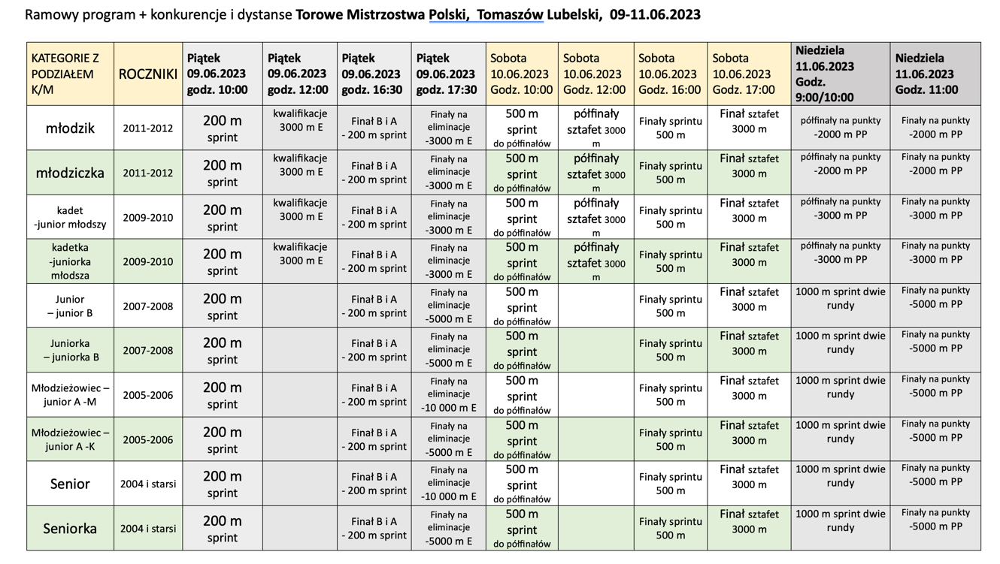 Ramowy program + konkurencje i dystanse Torowe Mistrzostwa Polski, Tomaszów Lubelski, 09-11.06.2023
KATEGORIE Z PODZIAŁEM K/M ROCZNIKI Piątek 09.06.2023 godz. 10:00 Piątek 09.06.2023 godz. 12:00 Piątek 09.06.2023 godz. 16:30 Piątek 09.06.2023 godz. 17:30 Sobota 10.06.2023 Godz. 10:00 Sobota 10.06.2023 Godz. 12:00 Sobota 10.06.2023 Godz. 16:00 Sobota 10.06.2023 Godz. 17:00 Niedziela 11.06.2023 Godz. 9:00/10:00 Niedziela 11.06.2023 Godz. 11:00
młodzik 2011-2012 200 m sprint kwalifikacje 3000 m E Finał B i A - 200 m sprint Finały na eliminacje -3000 m E 500 m sprint do półfinałów półfinały sztafet 3000 m Finały sprintu 500 m Finał sztafet 3000 m półfinały na punkty -2000 m PP Finały na punkty -2000 m PP
młodziczka 2011-2012 200 m sprint kwalifikacje 3000 m E Finał B i A - 200 m sprint Finały na eliminacje -3000 m E 500 m sprint do półfinałów półfinały sztafet 3000 m Finały sprintu 500 m Finał sztafet 3000 m półfinały na punkty -2000 m PP Finały na punkty -2000 m PP
kadet -junior młodszy 2009-2010 200 m sprint kwalifikacje 3000 m E Finał B i A - 200 m sprint Finały na eliminacje -3000 m E 500 m sprint do półfinałów półfinały sztafet 3000 m Finały sprintu 500 m Finał sztafet 3000 m półfinały na punkty -3000 m PP Finały na punkty -3000 m PP
kadetka -juniorka młodsza 2009-2010 200 m sprint kwalifikacje 3000 m E Finał B i A - 200 m sprint Finały na eliminacje -3000 m E 500 m sprint do półfinałów półfinały sztafet 3000 m Finały sprintu 500 m Finał sztafet 3000 m półfinały na punkty -3000 m PP Finały na punkty -3000 m PP
Junior – junior B 2007-2008 200 m sprint Finał B i A - 200 m sprint Finały na eliminacje -5000 m E 500 m sprint do półfinałów Finały sprintu 500 m Finał sztafet 3000 m 1000 m sprint dwie rundy Finały na punkty -5000 m PP
Juniorka – juniorka B 2007-2008 200 m sprint Finał B i A - 200 m sprint Finały na eliminacje -5000 m E 500 m sprint do półfinałów Finały sprintu 500 m Finał sztafet 3000 m 1000 m sprint dwie rundy Finały na punkty -5000 m PP
Młodzieżowiec – junior A -M 2005-2006 200 m sprint Finał B i A - 200 m sprint Finały na eliminacje -10 000 m E 500 m sprint do półfinałów Finały sprintu 500 m Finał sztafet 3000 m 1000 m sprint dwie rundy Finały na punkty -5000 m PP
Młodzieżowiec – junior A -K 2005-2006 200 m sprint Finał B i A - 200 m sprint Finały na eliminacje -5000 m E 500 m sprint do półfinałów Finały sprintu 500 m Finał sztafet 3000 m 1000 m sprint dwie rundy Finały na punkty -5000 m PP
Senior 2004 i starsi 200 m sprint Finał B i A - 200 m sprint Finały na eliminacje -10 000 m E 500 m sprint do półfinałów Finały sprintu 500 m Finał sztafet 3000 m 1000 m sprint dwie rundy Finały na punkty -5000 m PP
Seniorka 2004 i starsi 200 m sprint Finał B i A - 200 m sprint Finały na eliminacje -5000 m E 500 m sprint do półfinałów Finały sprintu 500 m Finał sztafet 3000 m 1000 m sprint dwie rundy Finały na punkty -5000 m PP